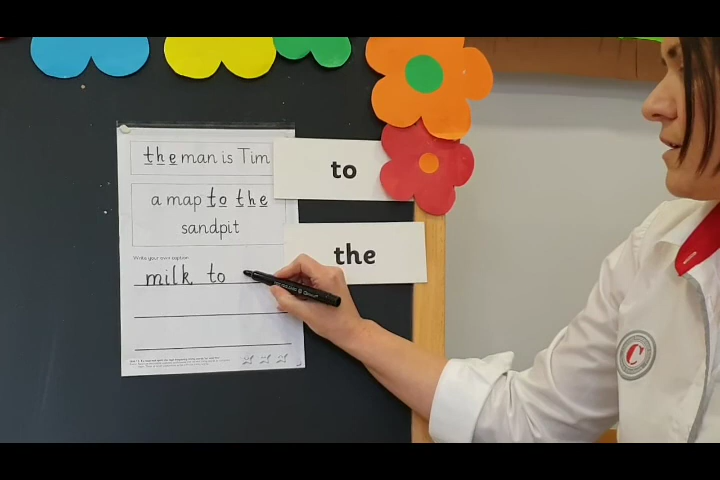 the man is Tim
to
a map to the
sandpit
the
Write your own caption
milk to
C